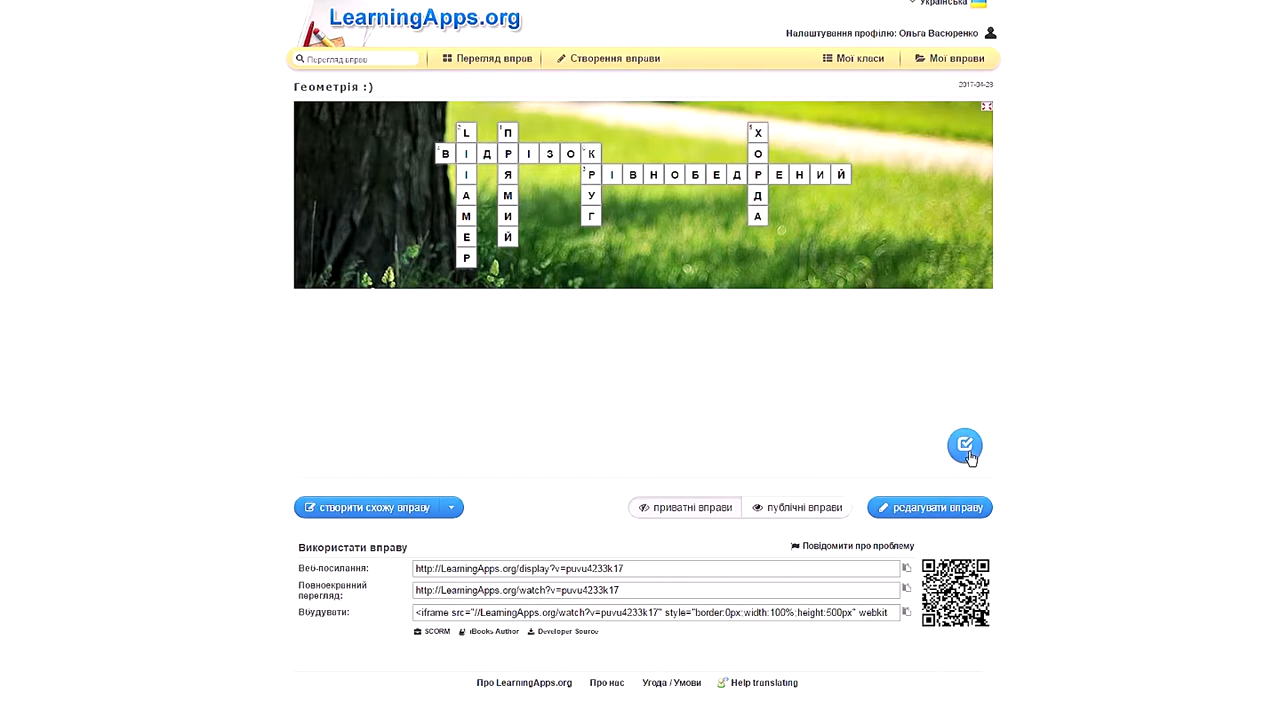 Українська
LearningApps.org
Налаштування профілю: Ольга Васюренко
Перегляд вправ
Перегляд вправ
Створення вправи
Мої класи
Мої вправи
Геометрія :)
2017-04-23
L П Х
В І Д Р І З О К О
І Я Р І В Н О Б Е Д Р Е Н И Й
А М У Д
М И Г А
Е Й
Р
створити схожу вправу
приватні вправи
публічні вправи
редагувати вправу
Використати вправу
Повідомити про проблему
Веб-посилання:
http://LearningApps.org/display?v=puvu4233k17
Повноекранний перегляд:
http://LearningApps.org/watch?v=puvu4233k17
Вбудувати:
<iframe src="//LearningApps.org/watch?v=puvu4233k17" style="border:0px;width:100%;height:500px" webkit
SCORM
iBooks Author
Developer Source
Про LearningApps.org
Про нас
Угода / Умови
Help translating